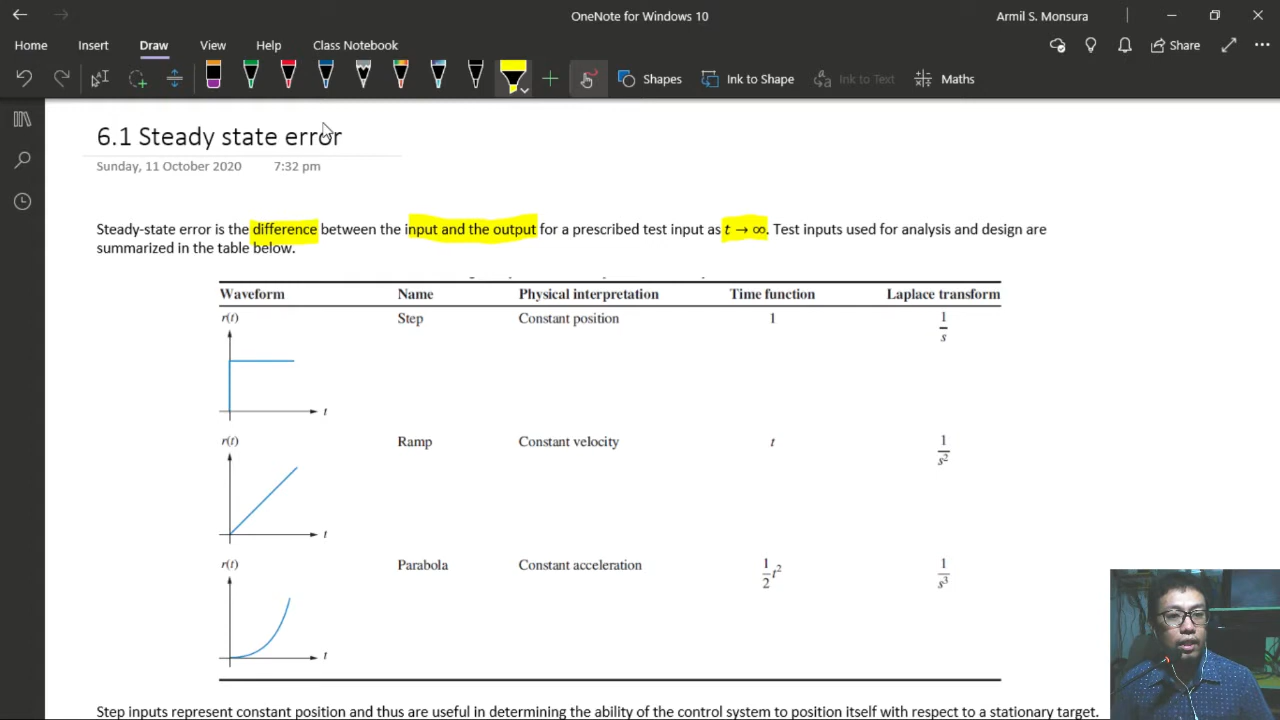 OneNote for Windows 10
Armil S. Monsura
Home Insert Draw View Help Class Notebook
Share
Shapes Ink to Shape Ink to Text Maths
6.1 Steady state error
Sunday, 11 October 2020 7:32 pm
Steady-state error is the difference between the input and the output for a prescribed test input as t → ∞. Test inputs used for analysis and design are
summarized in the table below.
Waveform Name Physical interpretation Time function Laplace transform
r(t) Step Constant position 1 1/s
t
r(t) Ramp Constant velocity t 1/s²
t
r(t) Parabola Constant acceleration 1/2 t² 1/s³
t
Step inputs represent constant position and thus are useful in determining the ability of the control system to position itself with respect to a stationary target.